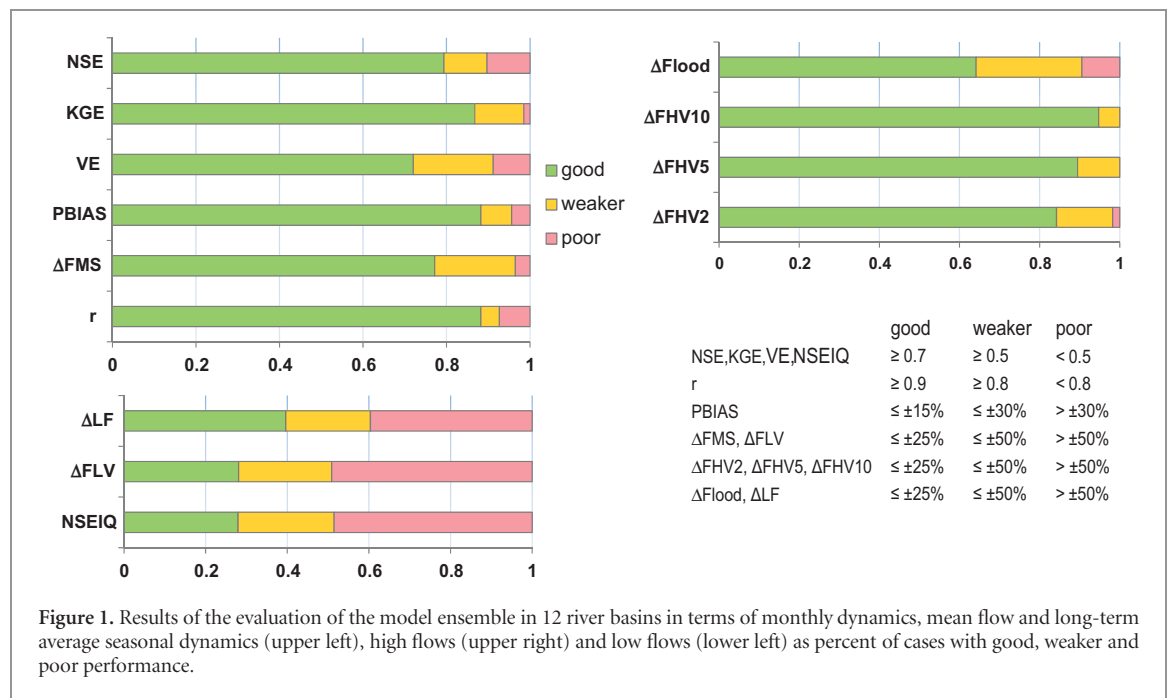 NSE
KGE
VE
PBIAS
ΔFMS
r
0 0.2 0.4 0.6 0.8 1
good
weaker
poor
ΔFlood
ΔFHV10
ΔFHV5
ΔFHV2
0 0.2 0.4 0.6 0.8 1
ΔLF
ΔFLV
NSEIQ
0 0.2 0.4 0.6 0.8 1
good weaker poor
NSE,KGE,VE,NSEIQ ≥ 0.7 ≥ 0.5 < 0.5
r ≥ 0.9 ≥ 0.8 < 0.8
PBIAS ≤ ±15% ≤ ±30% > ±30%
ΔFMS, ΔFLV ≤ ±25% ≤ ±50% > ±50%
ΔFHV2, ΔFHV5, ΔFHV10 ≤ ±25% ≤ ±50% > ±50%
ΔFlood, ΔLF ≤ ±25% ≤ ±50% > ±50%
Figure 1. Results of the evaluation of the model ensemble in 12 river basins in terms of monthly dynamics, mean flow and long-term
average seasonal dynamics (upper left), high flows (upper right) and low flows (lower left) as percent of cases with good, weaker and
poor performance.